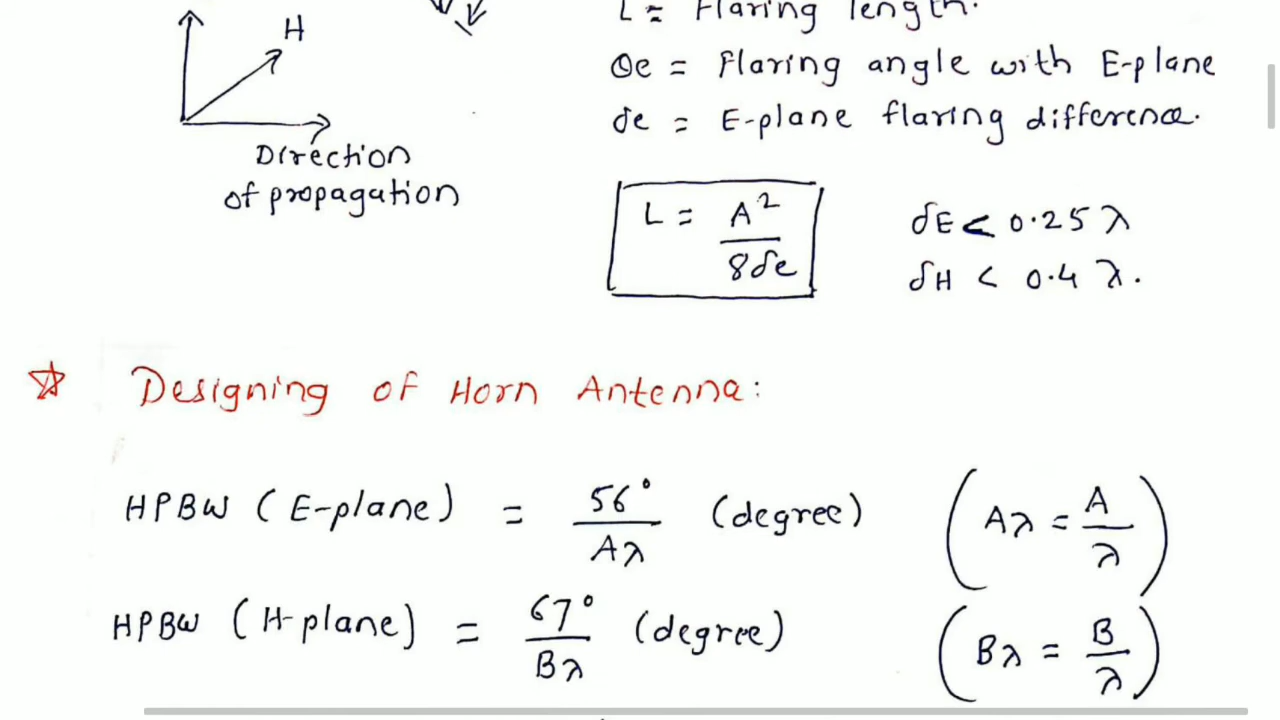 L = Flaring length.
H
θe = Flaring angle with E-plane
δe = E-plane flaring difference.
Direction
of propagation
L = A²/8δe
δE < 0.25 λ
δH < 0.4 λ.
☆ Designing of Horn Antenna:
HPBW (E-plane) = 56°/Aλ (degree) (Aλ = A/λ)
HPBW (H-plane) = 67°/Bλ (degree) (Bλ = B/λ)